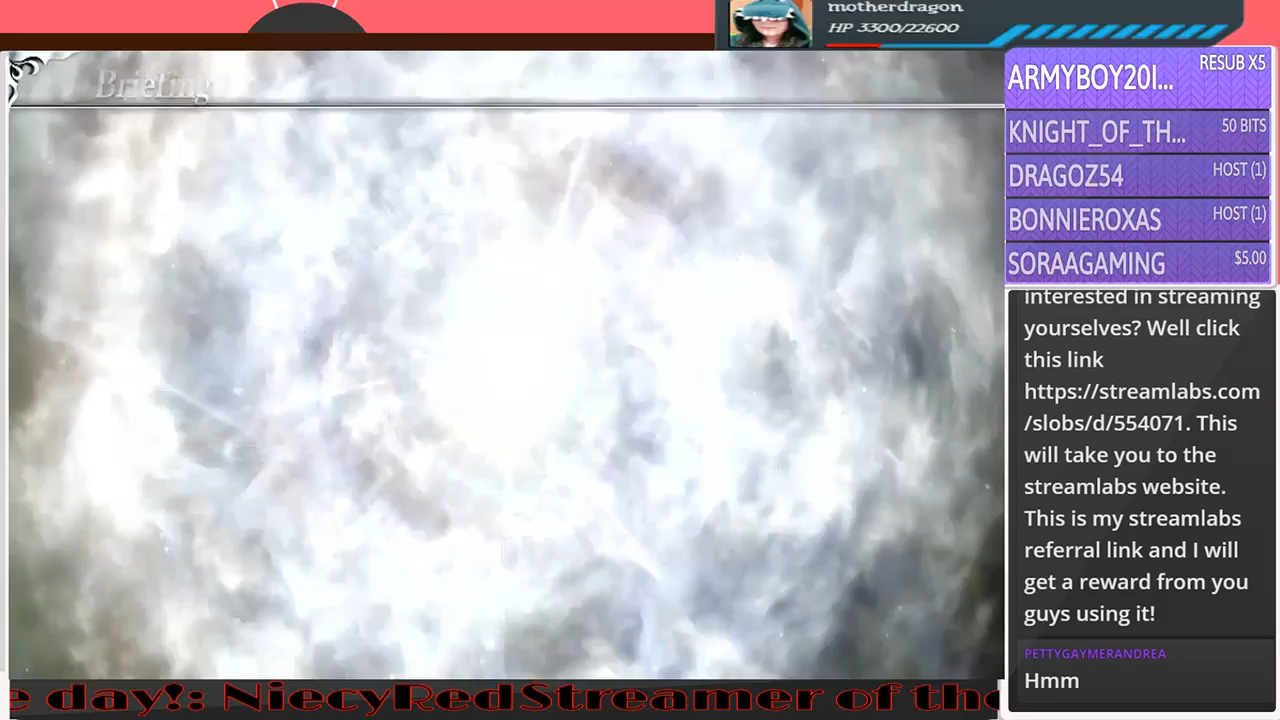 motherdragon
HP 3300/22600
Briefing
RESUB X5
ARMYBOY20I...
KNIGHT_OF_TH... 50 BITS
DRAGOZ54 HOST (1)
BONNIEROXAS HOST (1)
SORAAGAMING $5.00
interested in streaming
yourselves? Well click
this link
https://streamlabs.com
/slobs/d/554071. This
will take you to the
streamlabs website.
This is my streamlabs
referral link and I will
get a reward from you
guys using it!
PETTYGAYMERANDREA
Hmm
e day!: NiecyRedStreamer of the